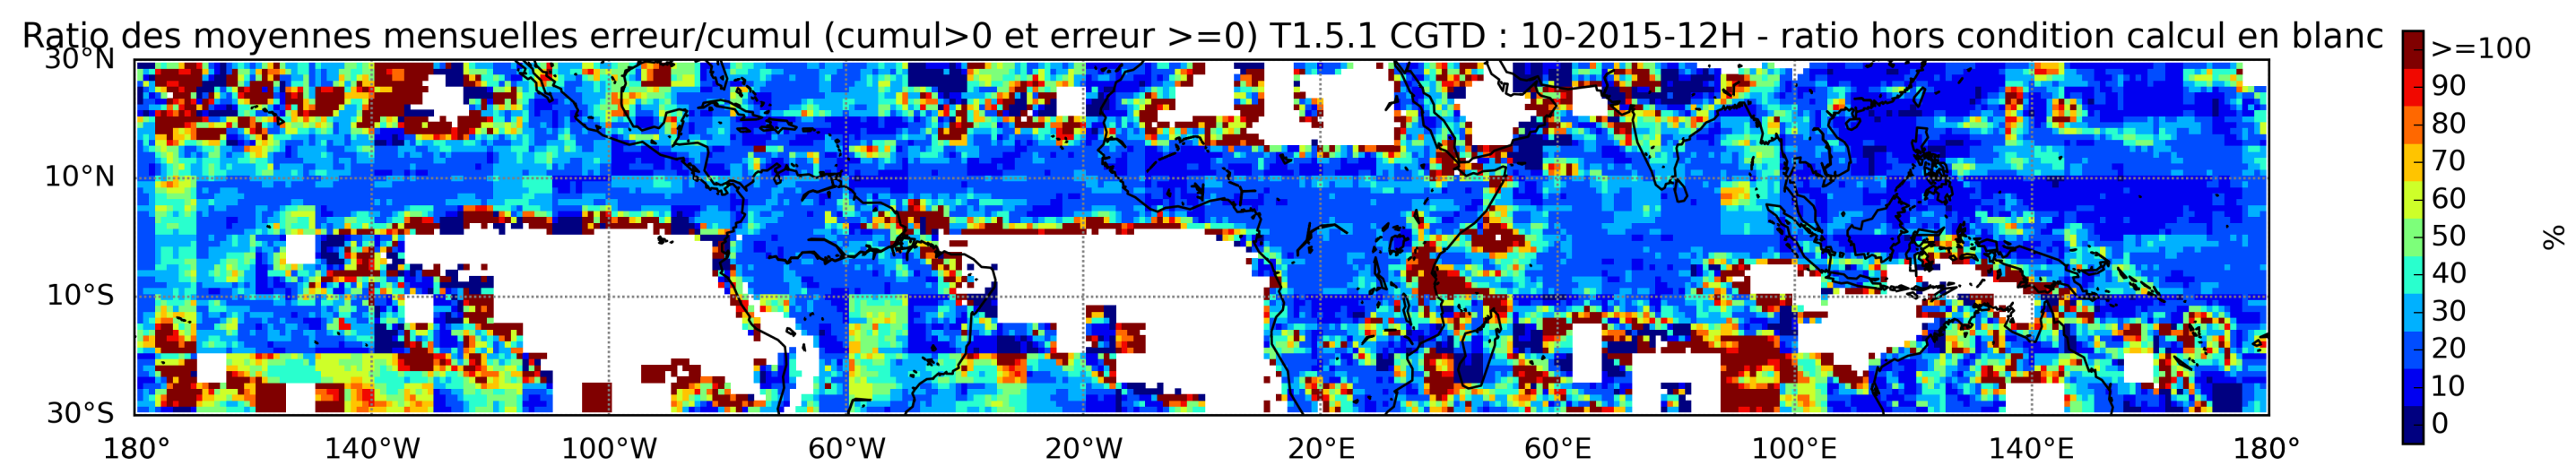 Ratio des moyennes mensuelles erreur/cumul (cumul>0 et erreur >=0) T1.5.1 CGTD : 10-2015-12H - ratio hors condition calcul en blanc
30°N
10°N
10°S
30°S
180° 140°W 100°W 60°W 20°W 20°E 60°E 100°E 140°E 180°
>=100
90
80
70
60
50
40
30
20
10
0
%